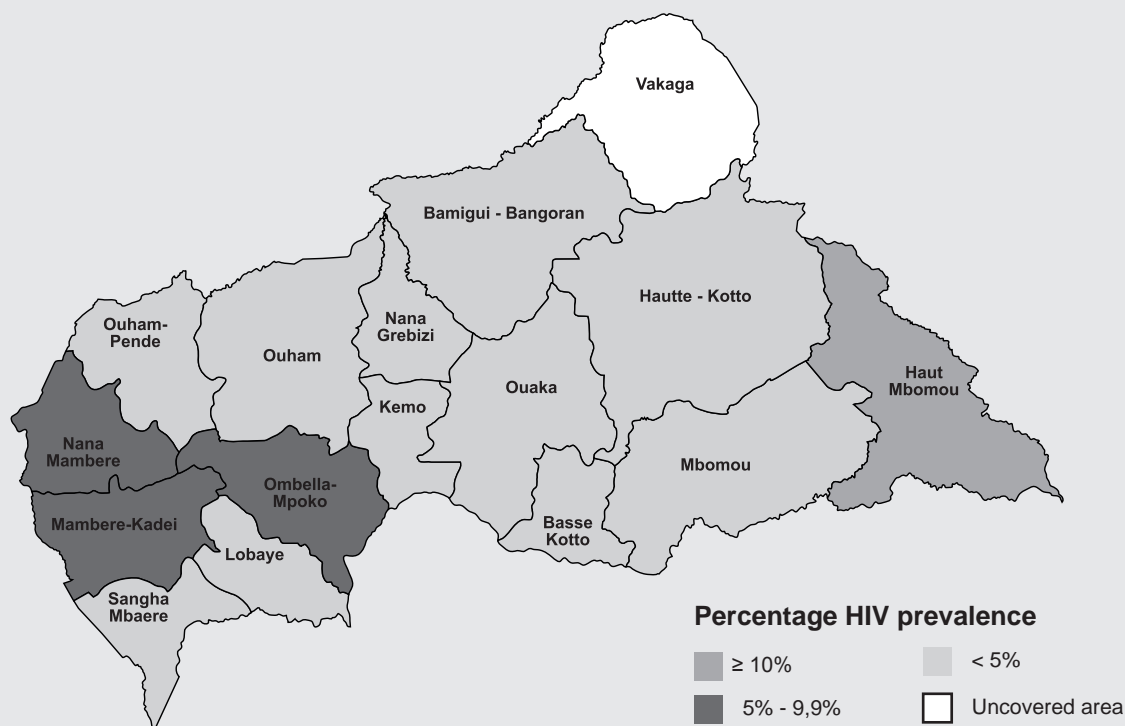 Vakaga
Bamigui - Bangoran
Hautte - Kotto
Ouham-
Pende
Nana
Grebizi
Ouham
Haut
Mbomou
Ouaka
Kemo
Nana
Mambere
Mbomou
Ombella-
Mpoko
Mambere-Kadei
Basse
Kotto
Lobaye
Sangha
Mbaere
Percentage HIV prevalence
≥ 10%
< 5%
5% - 9,9%
Uncovered area